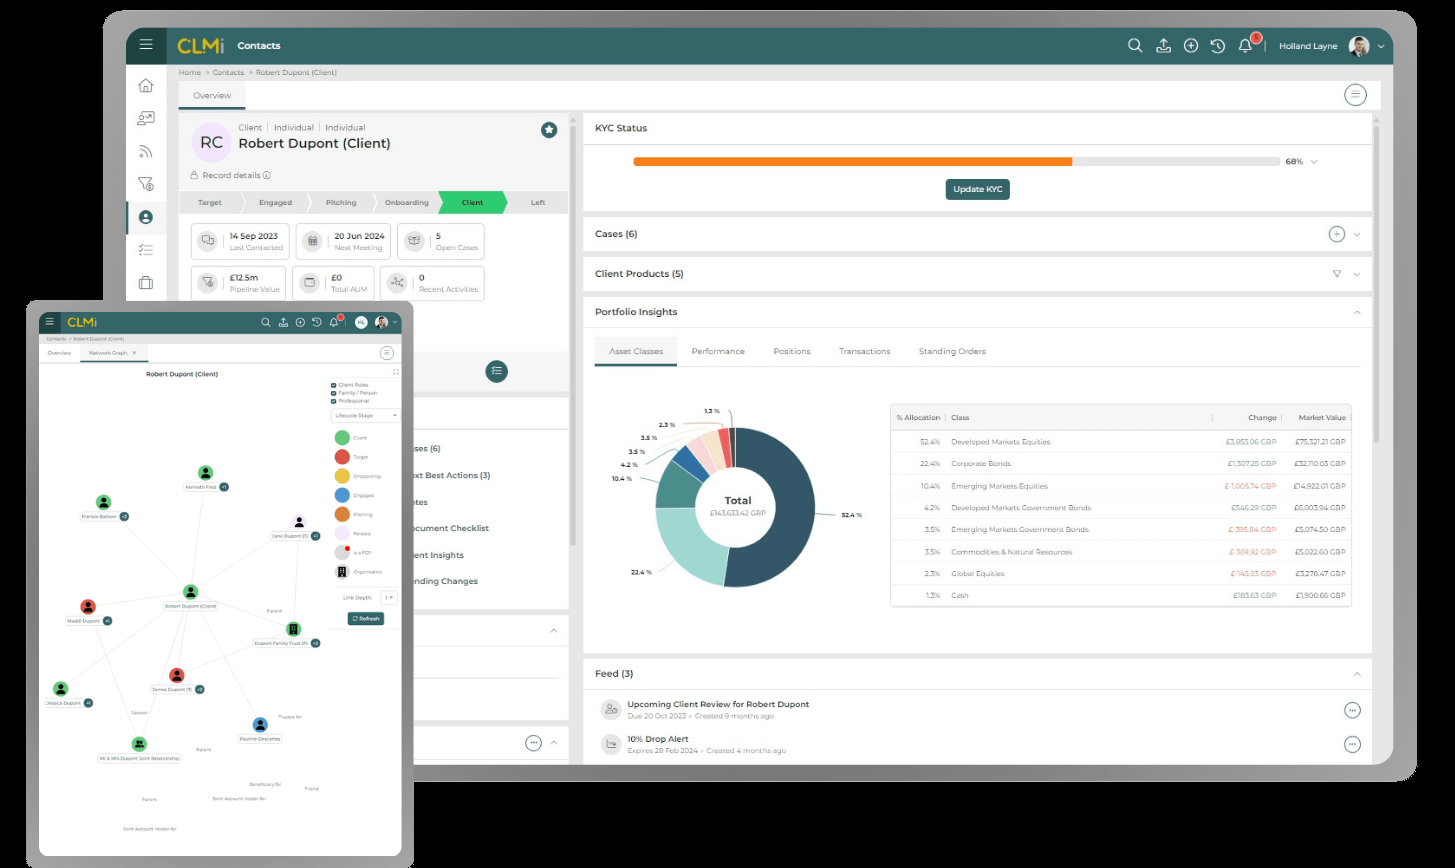 CLMi Contacts
5
Holland Layne
Home > Contacts > Robert Dupont (Client)
Overview
RC
Client | Individual | Individual
Robert Dupont (Client)
Record details
Target Engaged Pitching Onboarding Client Left
14 Sep 2023
Last Contacted
20 Jun 2024
Next Meeting
5
Open Cases
£12.5m
Pipeline Value
£0
Total AUM
0
Recent Activities
ses (6)
xt Best Actions (3)
otes
ocument Checklist
ent Insights
nding Changes
KYC Status
68%
Update KYC
Cases (6)
Client Products (5)
Portfolio Insights
Asset Classes Performance Positions Transactions Standing Orders
1.3 %
2.3 %
3.5 %
3.5 %
4.2 %
10.4 %
22.4 %
52.4 %
Total
£143,633.42 GBP
% Allocation Class Change Market Value
52.4% Developed Markets Equities £3,853.06 GBP £75,321.21 GBP
22.4% Corporate Bonds £1,307.25 GBP £32,110.03 GBP
10.4% Emerging Markets Equities £-1,005.74 GBP £14,922.01 GBP
4.2% Developed Markets Government Bonds £546.29 GBP £6,003.94 GBP
3.5% Emerging Markets Government Bonds £-395.84 GBP £5,074.50 GBP
3.5% Commodities & Natural Resources £-369.92 GBP £5,022.60 GBP
2.3% Global Equities £-145.03 GBP £3,278.47 GBP
1.3% Cash £183.63 GBP £1,900.66 GBP
Feed (3)
Upcoming Client Review for Robert Dupont
Due 20 Oct 2023 • Created 9 months ago
10% Drop Alert
Expires 28 Feb 2024 • Created 4 months ago
CLMi
HL
Contacts > Robert Dupont (Client)
Overview Network Graph ×
Robert Dupont (Client)
Client Roles
Family / Person
Professional
Lifecycle Stage
Client
Target
Onboarding
Engaged
Pitching
Related
Is a PEP
Organisation
Link Depth: 1
Refresh
Kenneth Fred
Frankie Batson
Jane Dupont (T)
Robert Dupont (Client)
Parent
Maddi Dupont
Dupont Family Trust (P)
James Dupont (T)
Jessica Dupont
Spouse
Trustee for
Pauline Descartes
Parent
Mr & Mrs Dupont Joint Relationship
Beneficiary for
Friend
Parent
Joint Account Holder for
Joint Account Holder for